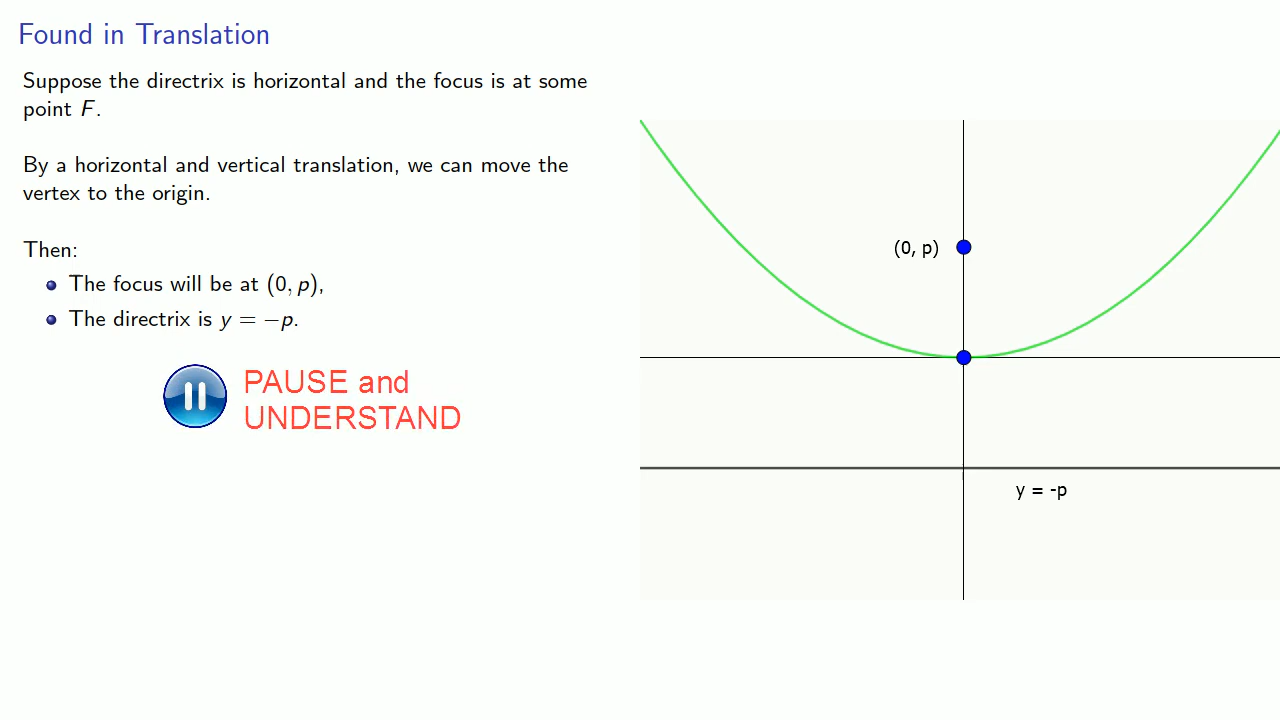 Found in Translation
Suppose the directrix is horizontal and the focus is at some
point F.
By a horizontal and vertical translation, we can move the
vertex to the origin.
Then:
The focus will be at (0, p),
The directrix is y = −p.
PAUSE and
UNDERSTAND
(0, p)
y = -p